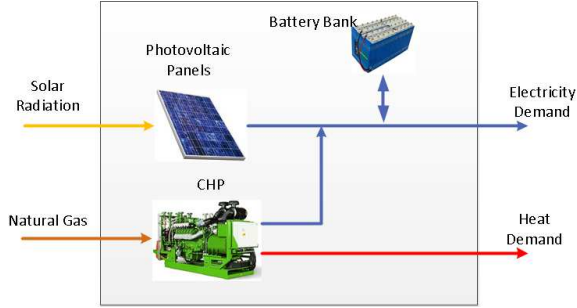 Battery Bank
Photovoltaic
Panels
Solar
Radiation
Electricity
Demand
CHP
Natural Gas
Heat
Demand